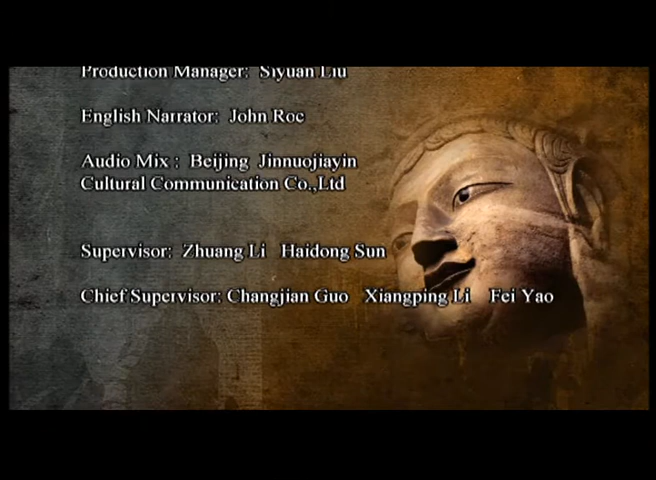 Production Manager: Siyuan Liu
English Narrator: John Roe
Audio Mix : Beijing Jinnuojiayin
Cultural Communication Co.,Ltd
Supervisor: Zhuang Li Haidong Sun
Chief Supervisor: Changjian Guo Xiangping Li Fei Yao